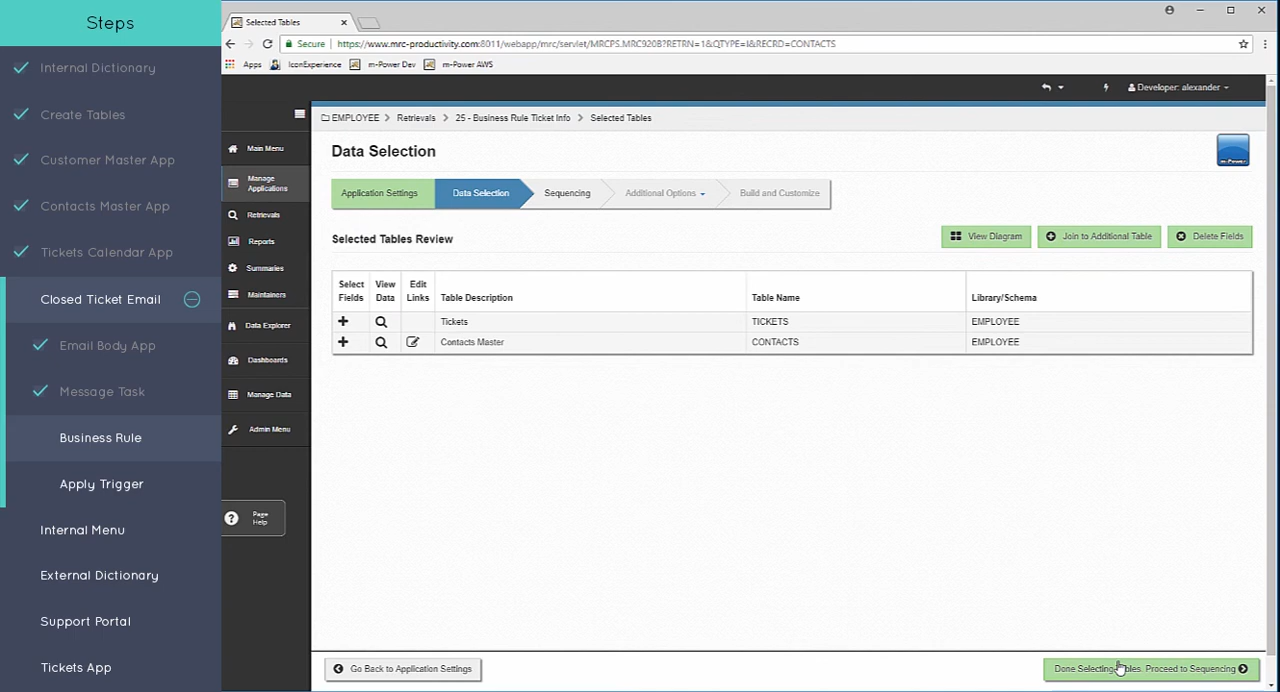 Steps
Internal Dictionary
Create Tables
Customer Master App
Contacts Master App
Tickets Calendar App
Closed Ticket Email
Email Body App
Message Task
Business Rule
Apply Trigger
Internal Menu
External Dictionary
Support Portal
Tickets App
Selected Tables
Secure https://www.mrc-productivity.com:8011/webapp/mrc/servlet/MRCPS.MRC920B?RETRN=1&QTYPE=I&RECRD=CONTACTS
Apps IconExperience m-Power Dev m-Power AWS
Developer: alexander
EMPLOYEE Retrievals 25 - Business Rule Ticket Info Selected Tables
Main Menu
Manage
Applications
Retrievals
Reports
Summaries
Maintainers
Data Explorer
Dashboards
Manage Data
Admin Menu
Page
Help
Data Selection
m-Power
Application Settings Data Selection Sequencing Additional Options Build and Customize
Selected Tables Review
View Diagram Join to Additional Table Delete Fields
Select
Fields
View
Data
Edit
Links
Table Description Table Name Library/Schema
Tickets TICKETS EMPLOYEE
Contacts Master CONTACTS EMPLOYEE
Go Back to Application Settings
Done Selecting Tables. Proceed to Sequencing